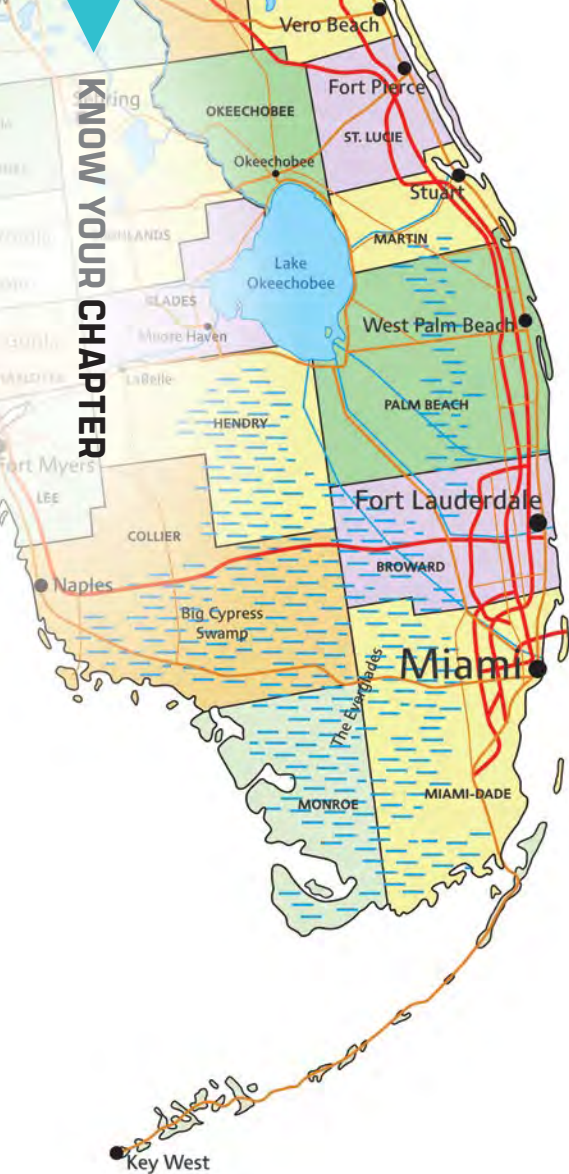 Vero Beach
Fort Pierce
KNOW YOUR CHAPTER
Sebring
OKEECHOBEE
ST. LUCIE
Okeechobee
Stuart
HIGHLANDS
MARTIN
Lake
Okeechobee
GLADES
Moore Haven
West Palm Beach
LaBelle
PALM BEACH
HENDRY
Fort Myers
LEE
Fort Lauderdale
COLLIER
BROWARD
Naples
Big Cypress
Swamp
Miami
The Everglades
MIAMI-DADE
MONROE
Key West